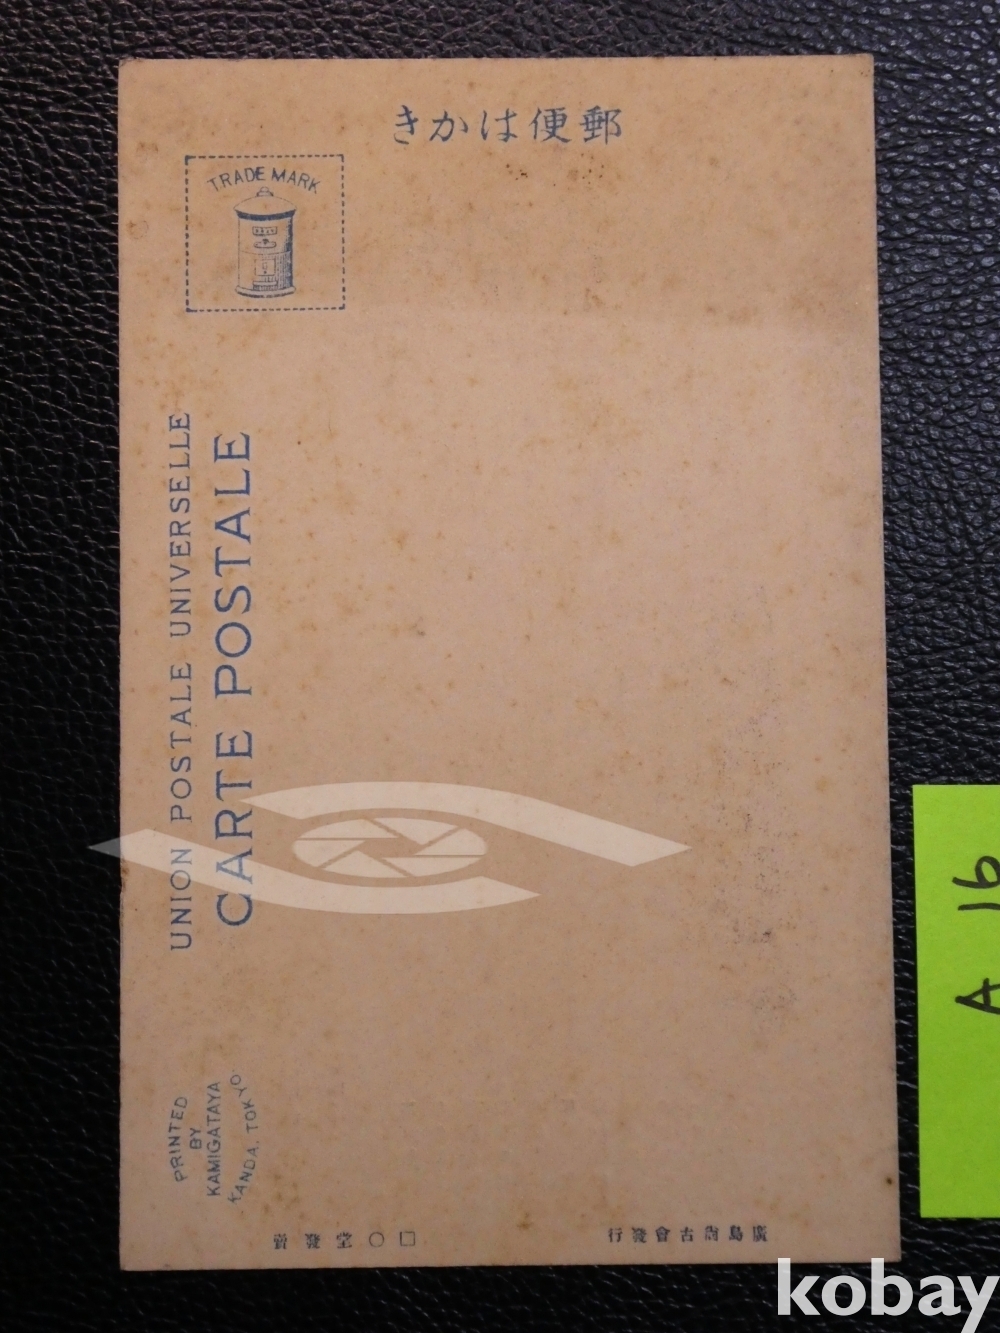 郵便はかき
TRADE MARK
UNION POSTALE UNIVERSELLE
CARTE POSTALE
PRINTED
BY
KAMIGATAYA
KANDA. TOKYO.
廣島尙古會發行
A 16
kobay